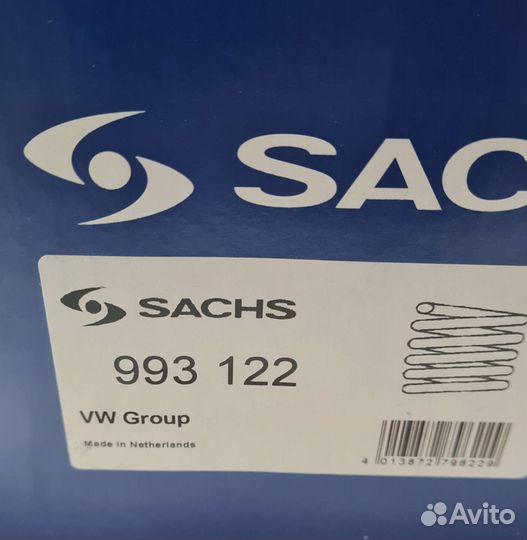 SAC
SACHS
993 122
VW Group
Made in Netherlands
4 013872 798229
Avito